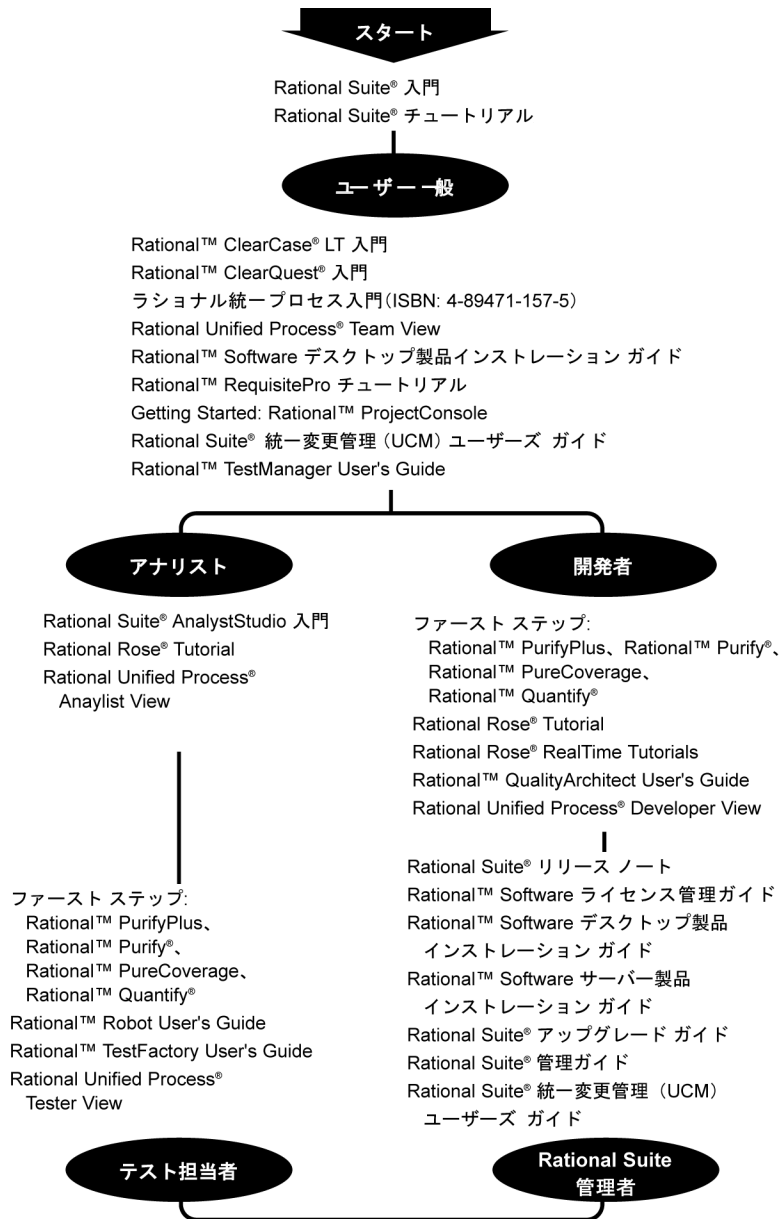 スタート
Rational Suite® 入門
Rational Suite® チュートリアル
ユーザー一般
Rational™ ClearCase® LT 入門
Rational™ ClearQuest® 入門
ラショナル統一プロセス入門(ISBN: 4-89471-157-5)
Rational Unified Process® Team View
Rational™ Software デスクトップ製品インストレーション ガイド
Rational™ RequisitePro チュートリアル
Getting Started: Rational™ ProjectConsole
Rational Suite® 統一変更管理 (UCM) ユーザーズ ガイド
Rational™ TestManager User's Guide
アナリスト
Rational Suite® AnalystStudio 入門
Rational Rose® Tutorial
Rational Unified Process®
Anaylist View
開発者
ファースト ステップ:
Rational™ PurifyPlus、Rational™ Purify®、
Rational™ PureCoverage、
Rational™ Quantify®
Rational Rose® Tutorial
Rational Rose® RealTime Tutorials
Rational™ QualityArchitect User's Guide
Rational Unified Process® Developer View
ファースト ステップ:
Rational™ PurifyPlus、
Rational™ Purify®、
Rational™ PureCoverage、
Rational™ Quantify®
Rational™ Robot User's Guide
Rational™ TestFactory User's Guide
Rational Unified Process®
Tester View
テスト担当者
Rational Suite® リリース ノート
Rational™ Software ライセンス管理ガイド
Rational™ Software デスクトップ製品
インストレーション ガイド
Rational™ Software サーバー製品
インストレーション ガイド
Rational Suite® アップグレード ガイド
Rational Suite® 管理ガイド
Rational Suite® 統一変更管理 (UCM)
ユーザーズ ガイド
Rational Suite
管理者